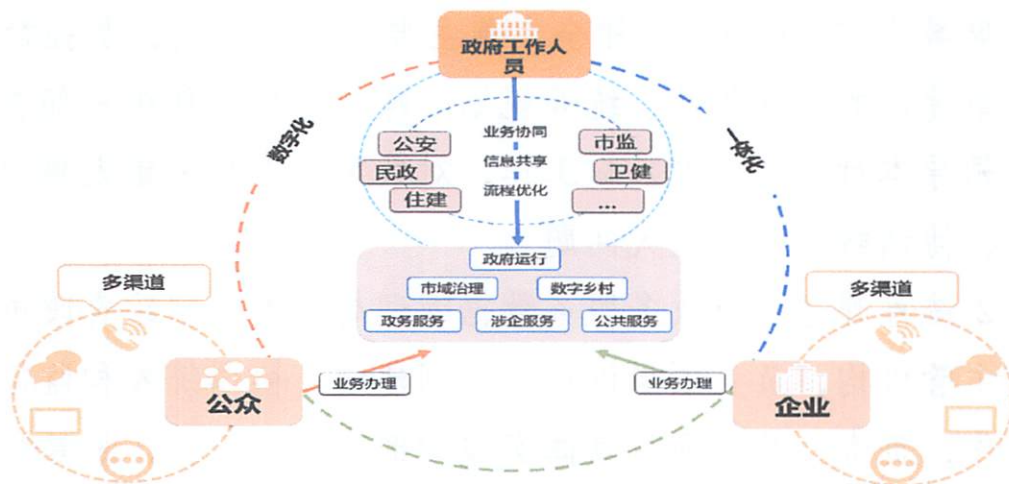 政府工作人
员
数字化
一体化
业务协同
信息共享
流程优化
公安
民政
住建
市监
卫健
...
政府运行
市域治理
数字乡村
政务服务
涉企服务
公共服务
多渠道
多渠道
公众
业务办理
业务办理
企业